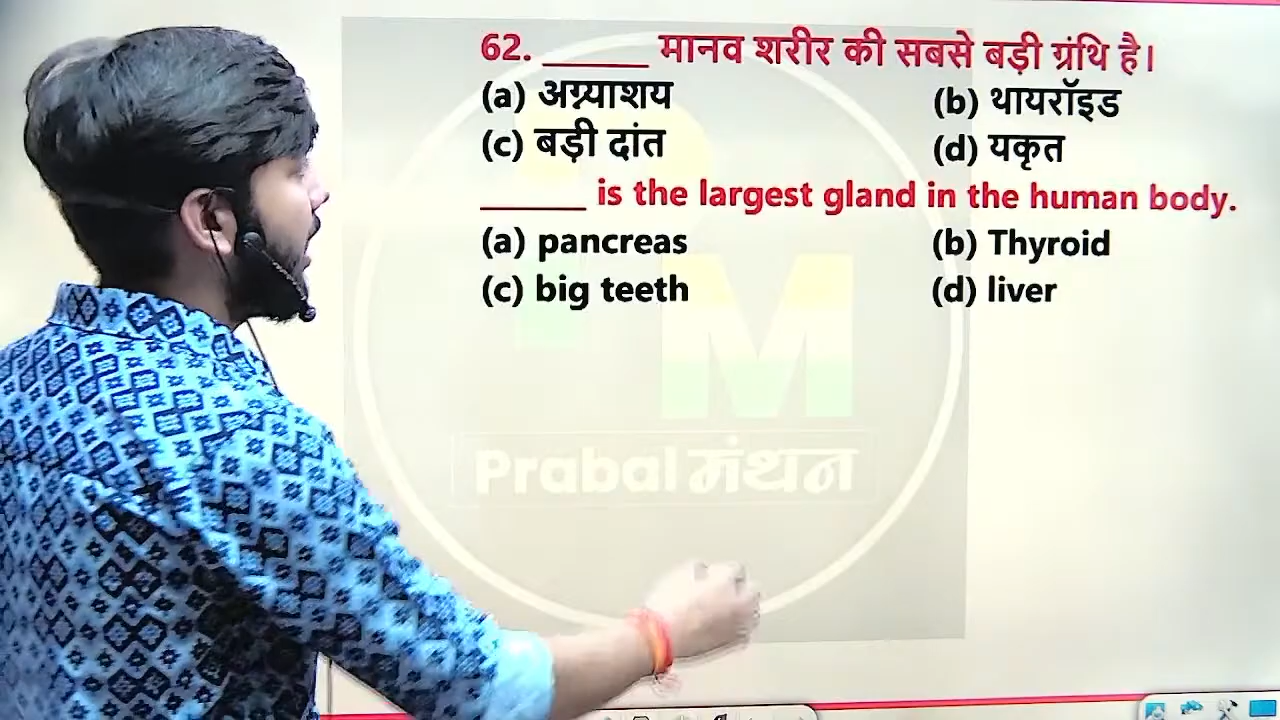 62. ______ मानव शरीर की सबसे बड़ी ग्रंथि है।
(a) अग्न्याशय (b) थायरॉइड
(c) बड़ी दांत (d) यकृत
______ is the largest gland in the human body.
(a) pancreas (b) Thyroid
(c) big teeth (d) liver
PM
Prabal मंथन